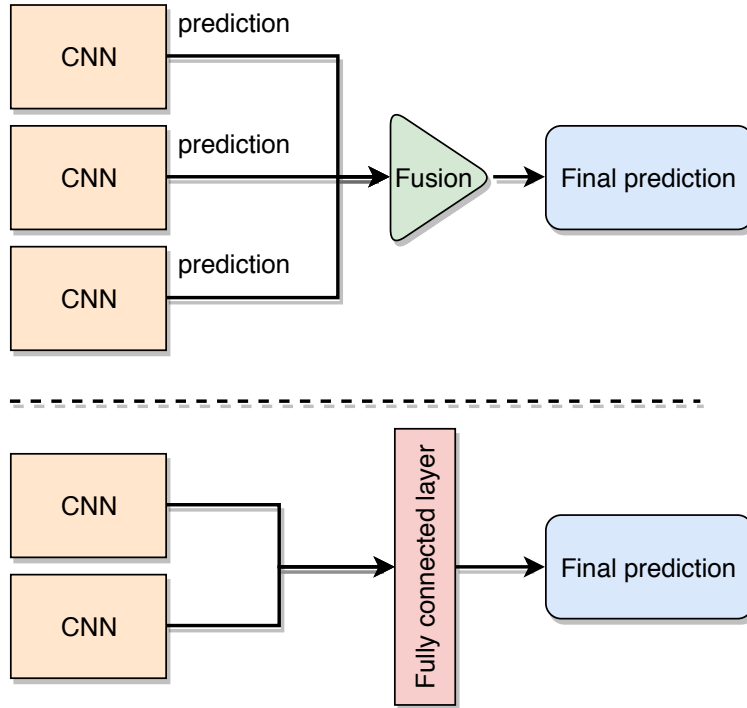 prediction
CNN
prediction
CNN
Fusion
Final prediction
prediction
CNN
CNN
Fully connected layer
Final prediction
CNN